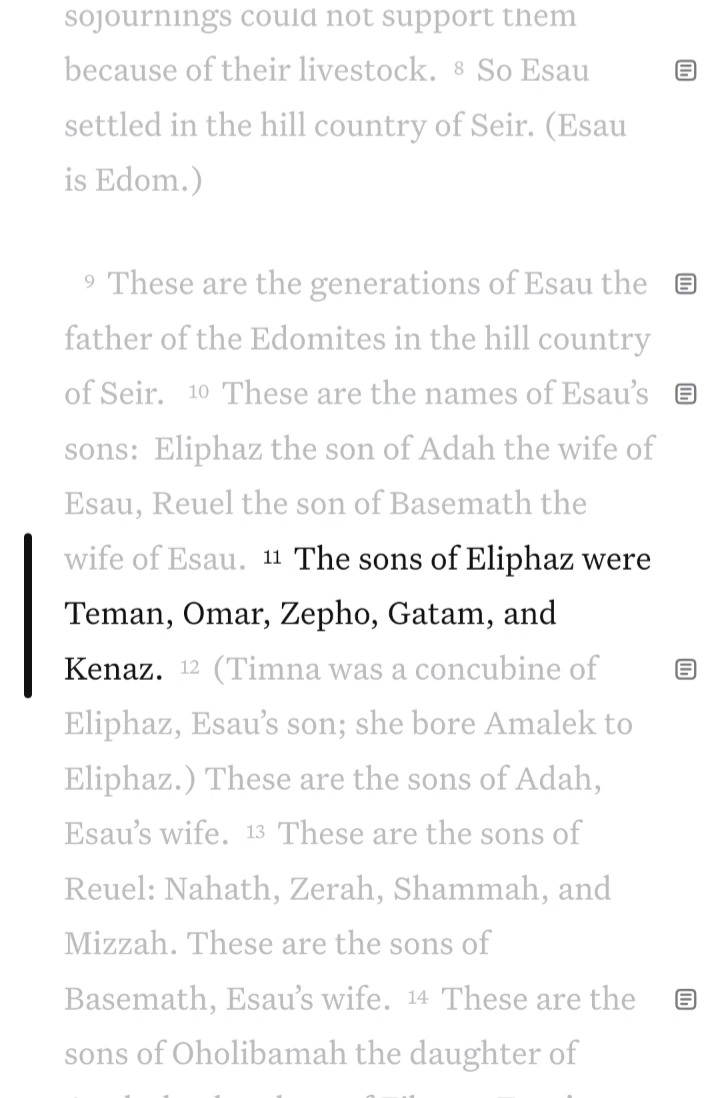 sojournings could not support them
because of their livestock. 8 So Esau
settled in the hill country of Seir. (Esau
is Edom.)
9 These are the generations of Esau the
father of the Edomites in the hill country
of Seir. 10 These are the names of Esau’s
sons: Eliphaz the son of Adah the wife of
Esau, Reuel the son of Basemath the
wife of Esau. 11 The sons of Eliphaz were
Teman, Omar, Zepho, Gatam, and
Kenaz. 12 (Timna was a concubine of
Eliphaz, Esau’s son; she bore Amalek to
Eliphaz.) These are the sons of Adah,
Esau’s wife. 13 These are the sons of
Reuel: Nahath, Zerah, Shammah, and
Mizzah. These are the sons of
Basemath, Esau’s wife. 14 These are the
sons of Oholibamah the daughter of